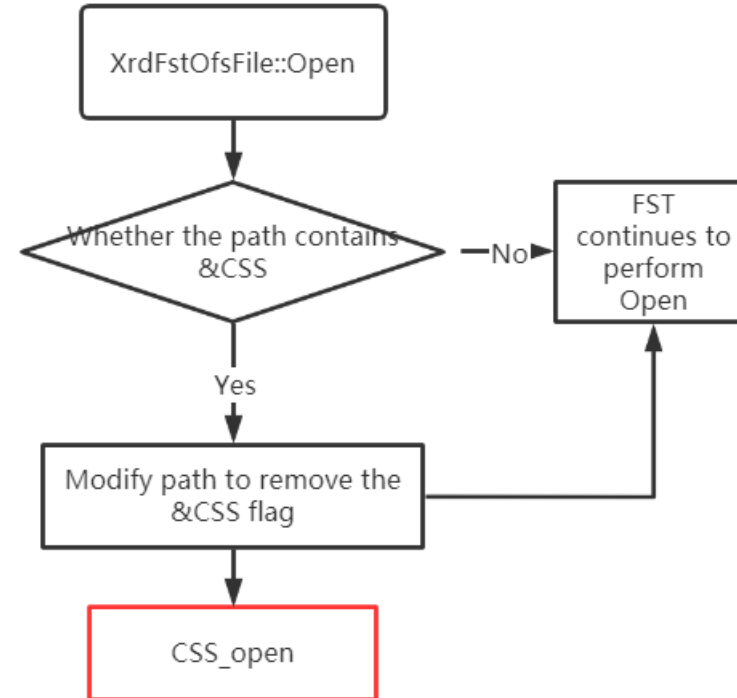 XrdFstOfsFile::Open
Whether the path contains
&CSS
No
FST
continues to
perform
Open
Yes
Modify path to remove the
&CSS flag
CSS_open